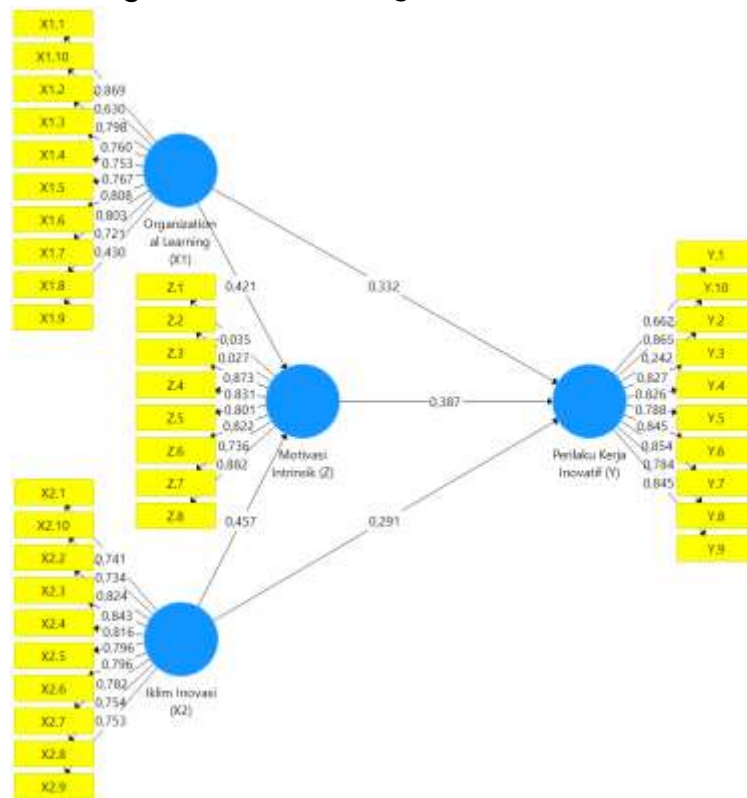 X1.1
X1.10
X1.2
X1.3
X1.4
X1.5
X1.6
X1.7
X1.8
X1.9
0,869
0,630
0,798
0,760
0,753
0,767
0,808
0,803
0,430
Organization
al Learning
(X1)
0,421
0,332
Z.1
Z.2
Z.3
Z.4
Z.5
Z.6
Z.7
Z.8
0,035
0,027
0,873
0,831
0,801
0,822
0,736
0,882
Motivasi
Intrinsik (Z)
0,387
0,457
0,291
Y.1
Y.10
Y.2
Y.3
Y.4
Y.5
Y.6
Y.7
Y.8
Y.9
0,662
0,865
0,242
0,827
0,826
0,788
0,845
0,854
0,784
0,845
Perilaku Kerja
Inovatif (Y)
X2.1
X2.10
X2.2
X2.3
X2.4
X2.5
X2.6
X2.7
X2.8
X2.9
0,741
0,734
0,824
0,843
0,816
0,796
0,796
0,782
0,754
0,753
Iklim Inovasi
(X2)